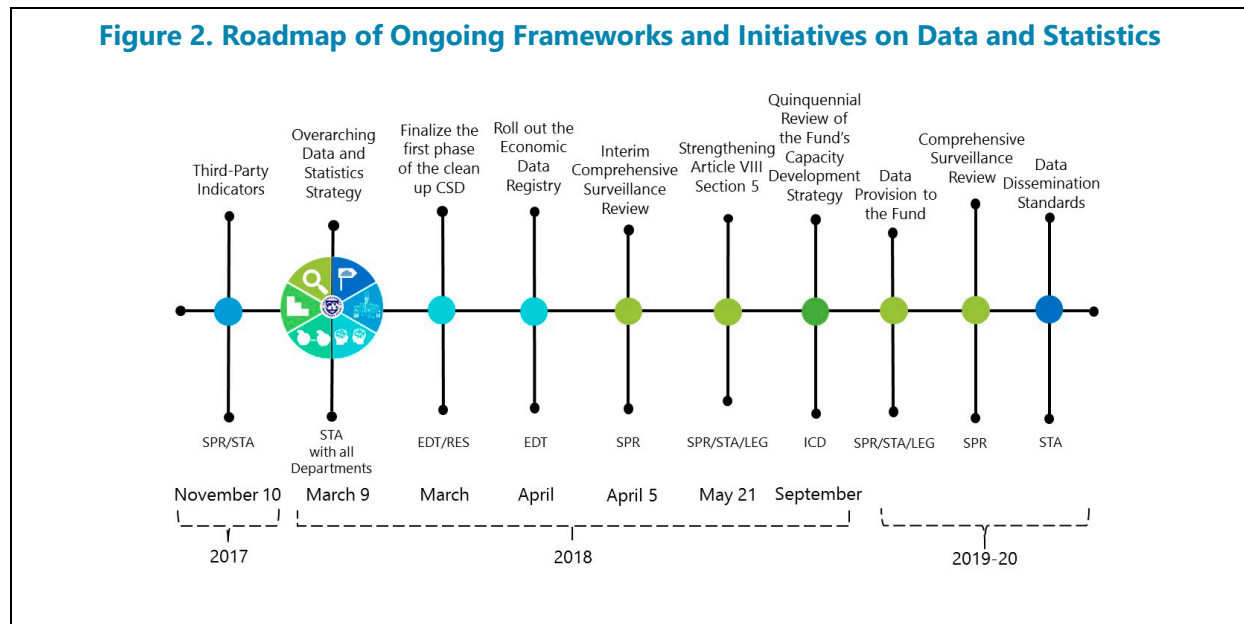 Figure 2. Roadmap of Ongoing Frameworks and Initiatives on Data and Statistics
Third-Party
Indicators
Overarching
Data and
Statistics
Strategy
Finalize the
first phase
of the clean
up CSD
Roll out the
Economic
Data
Registry
Interim
Comprehensive
Surveillance
Review
Strengthening
Article VIII
Section 5
Quinquennial
Review of
the Fund's
Capacity
Development
Strategy
Data
Provision to
the Fund
Comprehensive
Surveillance
Review
Data
Dissemination
Standards
SPR/STA
STA
with all
Departments
EDT/RES
EDT
SPR
SPR/STA/LEG
ICD
SPR/STA/LEG
SPR
STA
November 10
March 9
March
April
April 5
May 21
September
2017
2018
2019-20